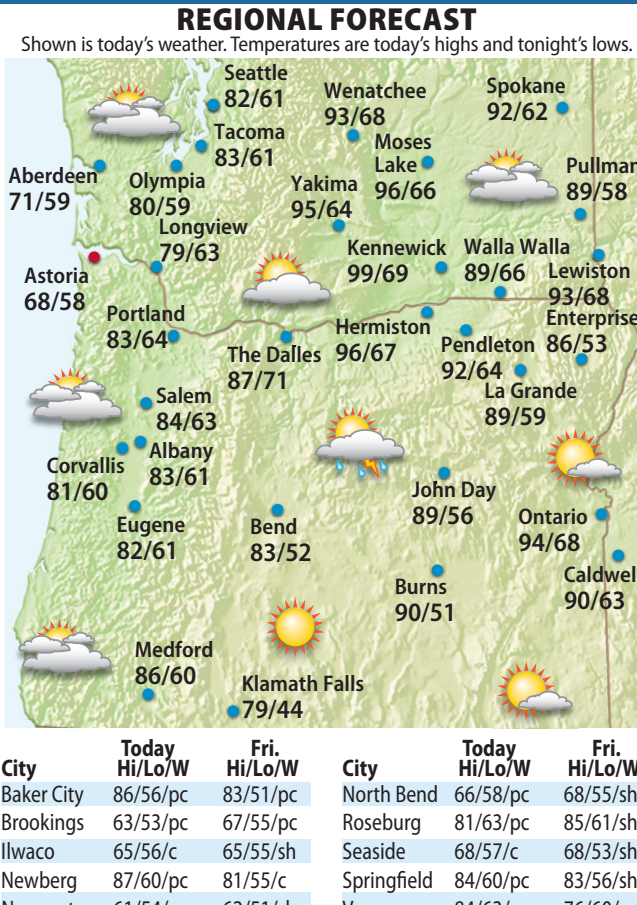 REGIONAL FORECAST
Shown is today's weather. Temperatures are today's highs and tonight's lows.
Seattle
82/61
Wenatchee
93/68
Spokane
92/62
Tacoma
83/61
Moses
Lake
96/66
Aberdeen
71/59
Olympia
80/59
Yakima
95/64
Pullman
89/58
Longview
79/63
Kennewick
99/69
Walla Walla
89/66
Lewiston
93/68
Astoria
68/58
Portland
83/64
The Dalles
87/71
Hermiston
96/67
Pendleton
92/64
Enterprise
86/53
La Grande
89/59
Salem
84/63
Albany
83/61
Corvallis
81/60
John Day
89/56
Eugene
82/61
Bend
83/52
Ontario
94/68
Burns
90/51
Caldwel
90/63
Medford
86/60
Klamath Falls
79/44
Today Fri.
City Hi/Lo/W Hi/Lo/W
Baker City 86/56/pc 83/51/pc
Brookings 63/53/pc 67/55/pc
Ilwaco 65/56/c 65/55/sh
Newberg 87/60/pc 81/55/c
Today Fri.
City Hi/Lo/W Hi/Lo/W
North Bend 66/58/pc 68/55/sh
Roseburg 81/63/pc 85/61/sh
Seaside 68/57/c 68/53/sh
Springfield 84/60/pc 83/56/sh